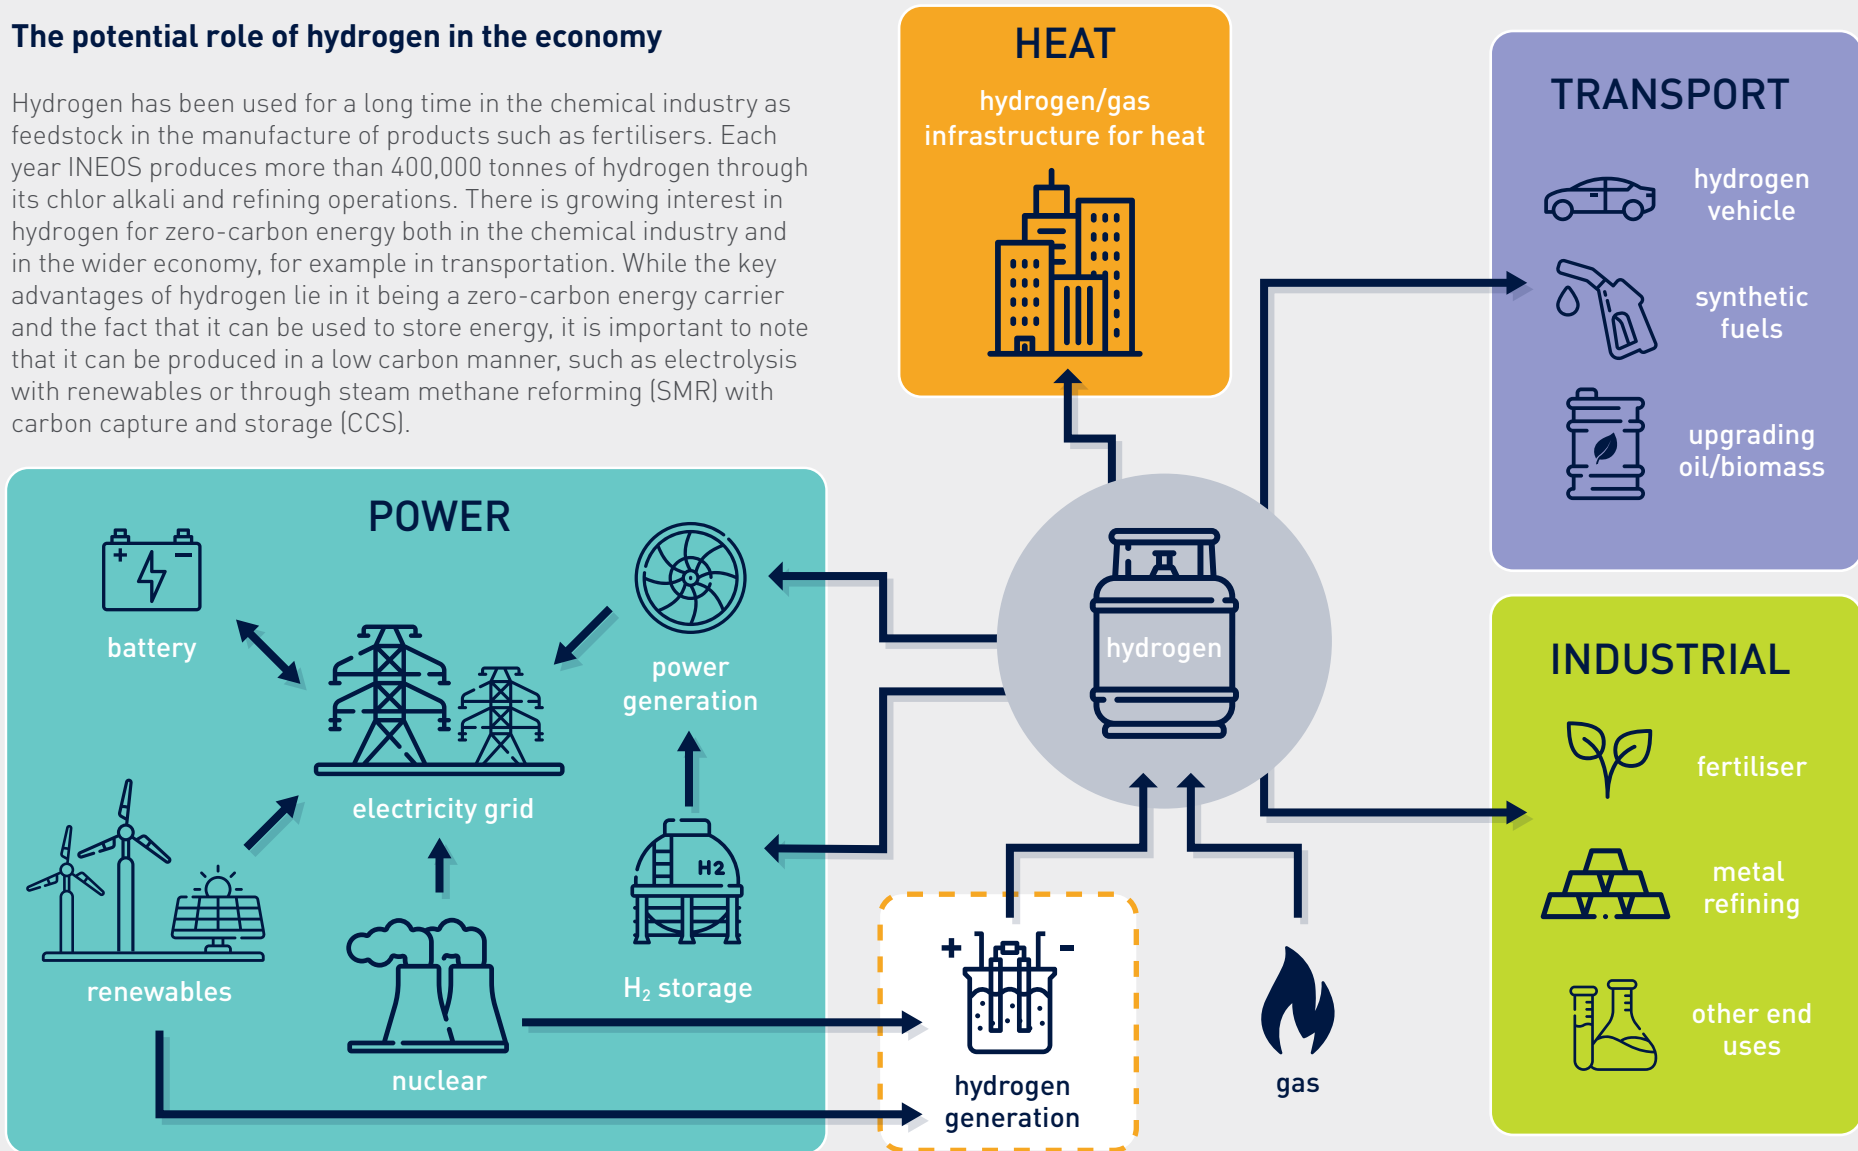 The potential role of hydrogen in the economy
Hydrogen has been used for a long time in the chemical industry as
feedstock in the manufacture of products such as fertilisers. Each
year INEOS produces more than 400,000 tonnes of hydrogen through
its chlor alkali and refining operations. There is growing interest in
hydrogen for zero-carbon energy both in the chemical industry and
in the wider economy, for example in transportation. While the key
advantages of hydrogen lie in it being a zero-carbon energy carrier
and the fact that it can be used to store energy, it is important to note
that it can be produced in a low carbon manner, such as electrolysis
with renewables or through steam methane reforming (SMR) with
carbon capture and storage (CCS).
HEAT
hydrogen/gas
infrastructure for heat
TRANSPORT
hydrogen
vehicle
synthetic
fuels
upgrading
oil/biomass
POWER
+ −
battery
power
generation
electricity grid
H2
renewables
nuclear
H₂ storage
hydrogen
+ −
hydrogen
generation
gas
INDUSTRIAL
fertiliser
metal
refining
other end
uses